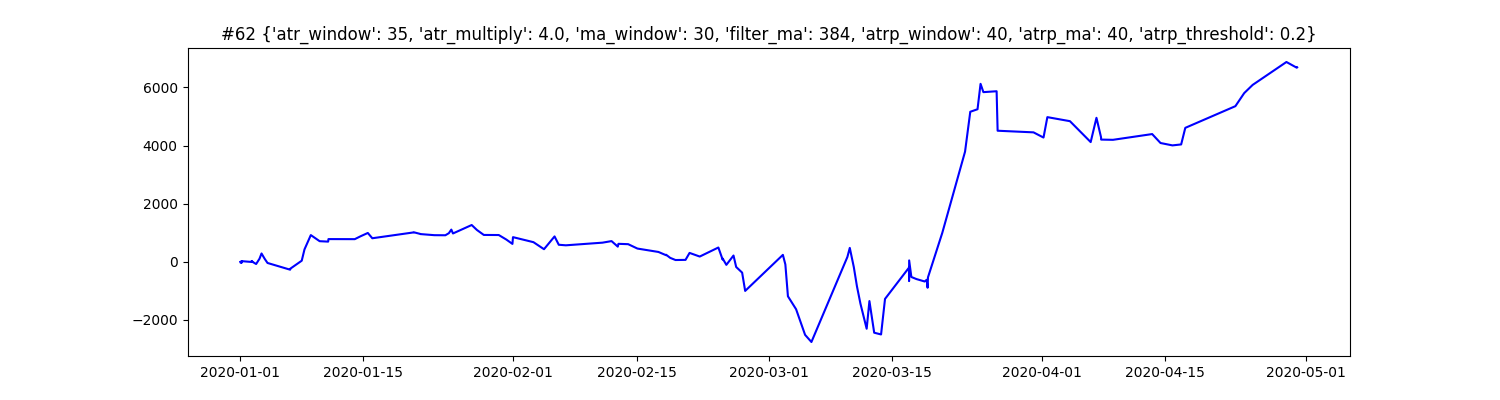 #62 {'atr_window': 35, 'atr_multiply': 4.0, 'ma_window': 30, 'filter_ma': 384, 'atrp_window': 40, 'atrp_ma': 40, 'atrp_threshold': 0.2}
6000
4000
2000
0
−2000
2020-01-01 2020-01-15 2020-02-01 2020-02-15 2020-03-01 2020-03-15 2020-04-01 2020-04-15 2020-05-01